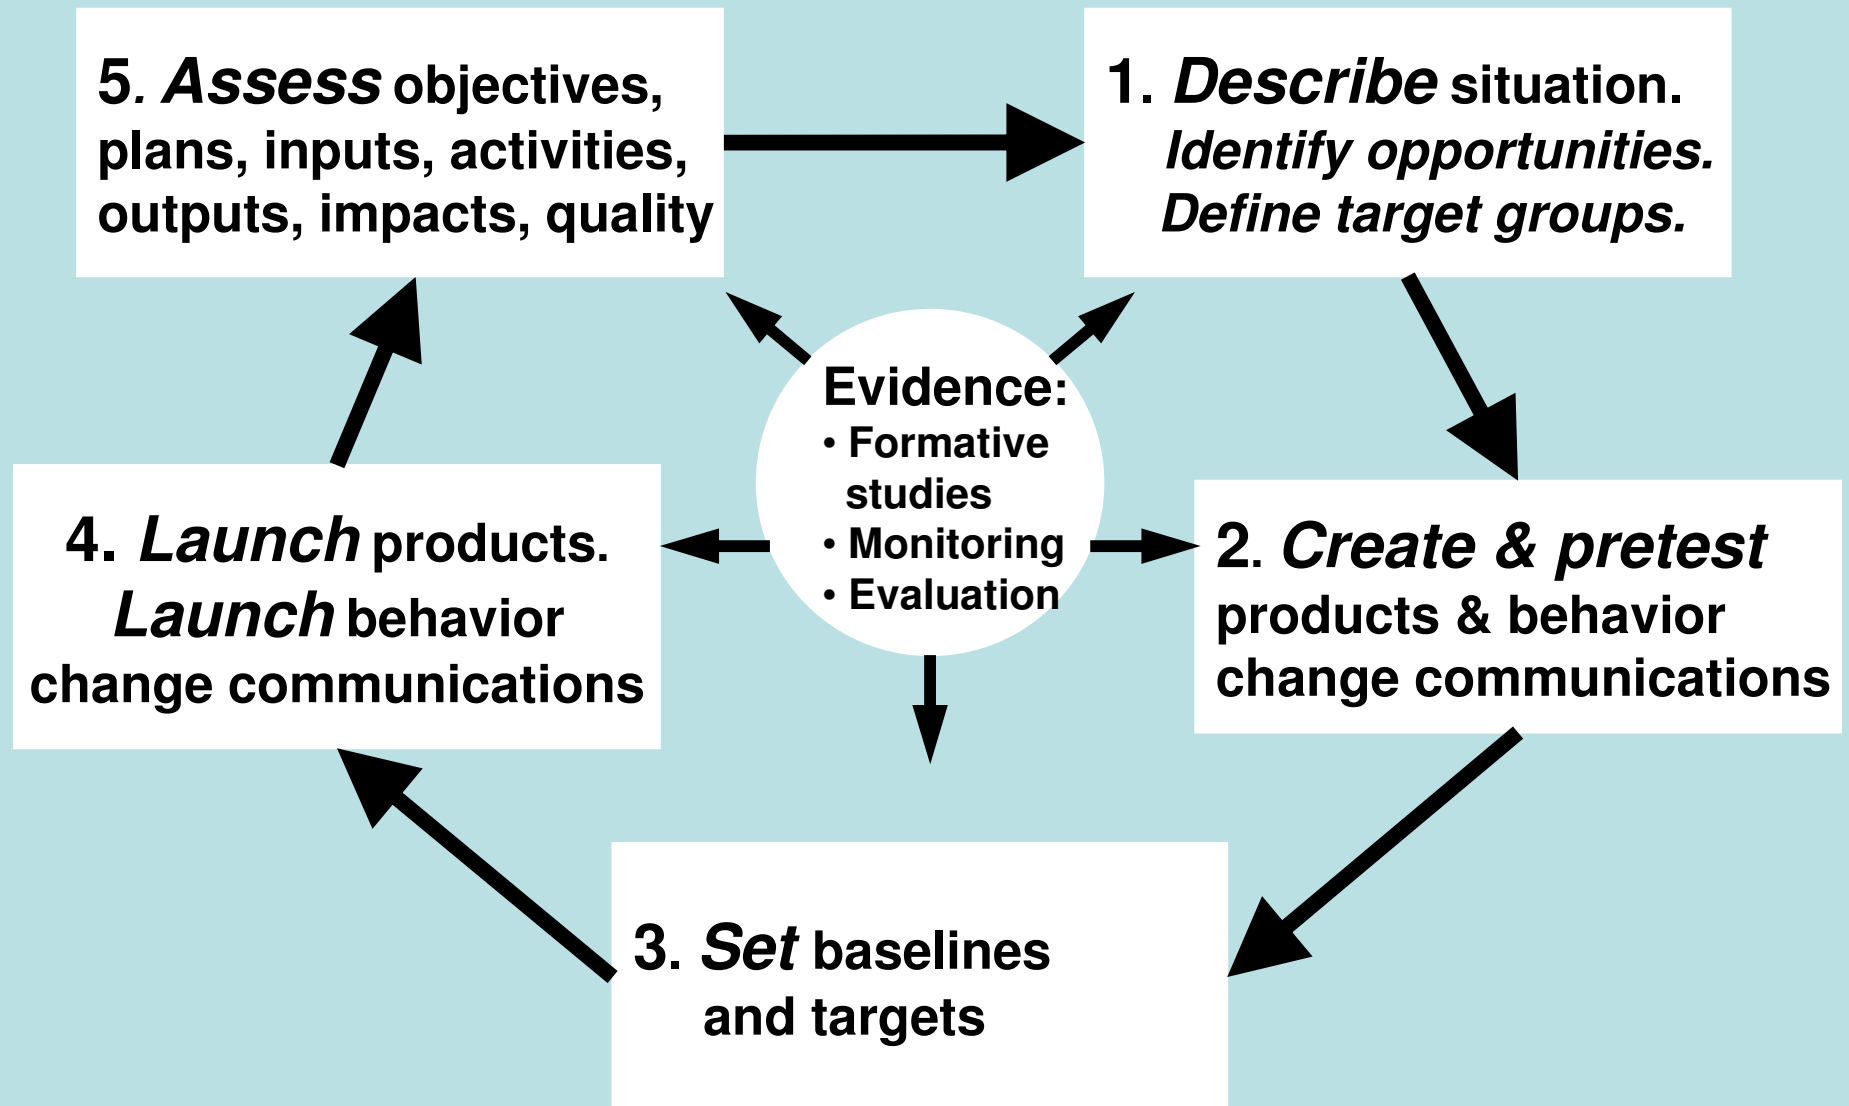 5. Assess objectives,
plans, inputs, activities,
outputs, impacts, quality
1. Describe situation.
Identify opportunities.
Define target groups.
Evidence:
• Formative
studies
• Monitoring
• Evaluation
4. Launch products.
Launch behavior
change communications
2. Create & pretest
products & behavior
change communications
3. Set baselines
and targets